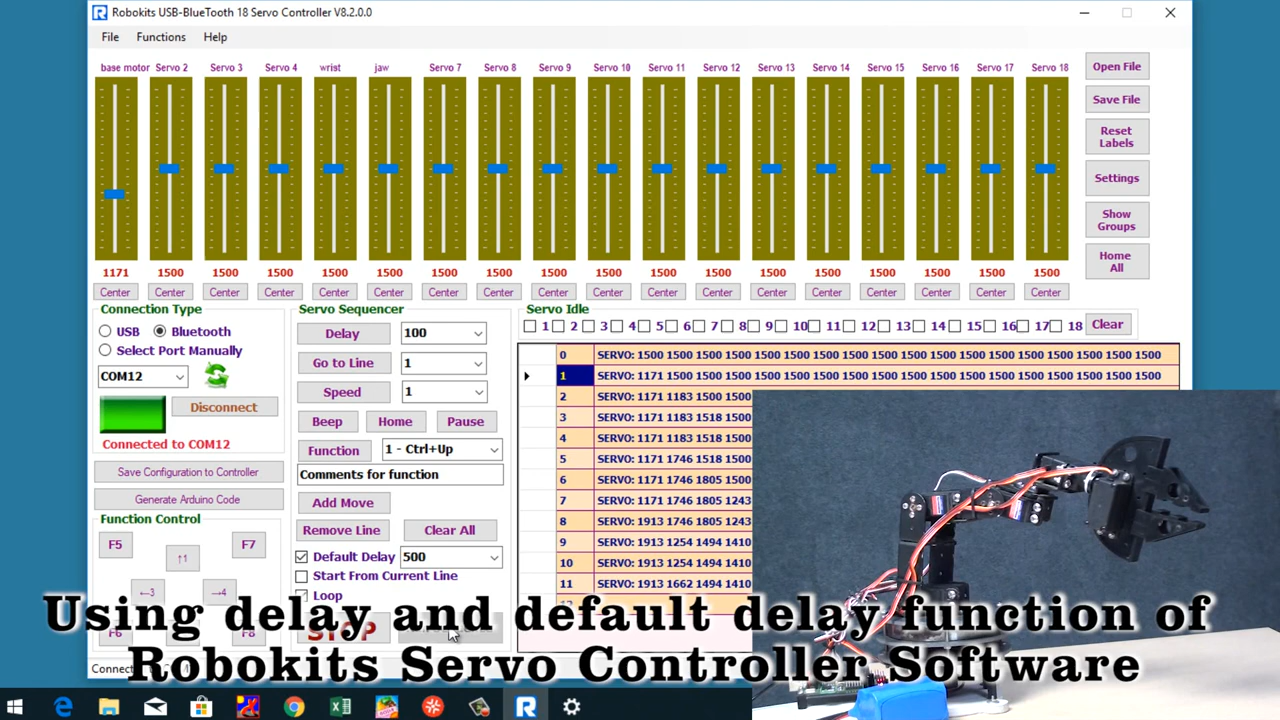 Robokits USB-BlueTooth 18 Servo Controller V8.2.0.0
File Functions Help
base motor Servo 2 Servo 3 Servo 4 wrist jaw Servo 7 Servo 8 Servo 9 Servo 10 Servo 11 Servo 12 Servo 13 Servo 14 Servo 15 Servo 16 Servo 17 Servo 18
1171 1500 1500 1500 1500 1500 1500 1500 1500 1500 1500 1500 1500 1500 1500 1500 1500 1500
Center Center Center Center Center Center Center Center Center Center Center Center Center Center Center Center Center Center
Open File
Save File
Reset
Labels
Settings
Show
Groups
Home
All
Connection Type
USB Bluetooth
Select Port Manually
COM12
Disconnect
Connected to COM12
Save Configuration to Controller
Generate Arduino Code
Function Control
F5 ↑1 F7
←3 →4
F6 F8
Servo Sequencer
Delay 100
Go to Line 1
Speed 1
Beep Home Pause
Function 1 - Ctrl+Up
Comments for function
Add Move
Remove Line Clear All
Default Delay 500
Start From Current Line
Loop
STOP
Servo Idle
1 2 3 4 5 6 7 8 9 10 11 12 13 14 15 16 17 18 Clear
0 SERVO: 1500 1500 1500 1500 1500 1500 1500 1500 1500 1500 1500 1500 1500 1500 1500 1500 1500 1500
1 SERVO: 1171 1500 1500 1500 1500 1500 1500 1500 1500 1500 1500 1500 1500 1500 1500 1500 1500 1500
2 SERVO: 1171 1183 1500 1500
3 SERVO: 1171 1183 1518 1500
4 SERVO: 1171 1183 1518 1500
5 SERVO: 1171 1746 1518 1500
6 SERVO: 1171 1746 1805 1500
7 SERVO: 1171 1746 1805 1243
8 SERVO: 1913 1746 1805 1243
9 SERVO: 1913 1254 1494 1410
10 SERVO: 1913 1254 1494 1410
11 SERVO: 1913 1662 1494 1410
Using delay and default delay function of
Robokits Servo Controller Software